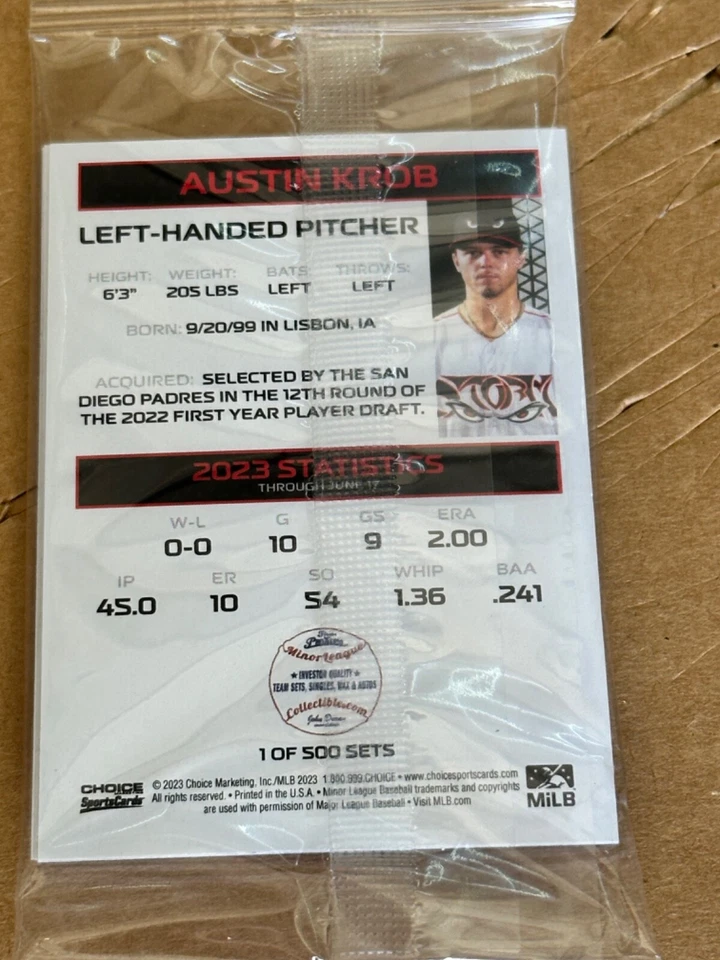 AUSTIN KROB
LEFT-HANDED PITCHER
HEIGHT: WEIGHT: BATS: THROWS:
6'3" 205 LBS LEFT LEFT
BORN: 9/20/99 IN LISBON, IA
ACQUIRED: SELECTED BY THE SAN
DIEGO PADRES IN THE 12TH ROUND OF
THE 2022 FIRST YEAR PLAYER DRAFT.
STORM
2023 STATISTICS
THROUGH JUNE 17
W-L G GS ERA
0-0 10 9 2.00
IP ER SO WHIP BAA
45.0 10 54 1.36 .241
Minor League
★ INVESTOR QUALITY ★
TEAM SETS, SINGLES, WAX & AUTOS
Collectibles.com
1 OF 500 SETS
CHOICE
SportsCards
© 2023 Choice Marketing, Inc./MLB 2023 1.800.999.CHOICE • www.choicesportscards.com
All rights reserved. • Printed in the U.S.A. • Minor League Baseball trademarks and copyrights
are used with permission of Major League Baseball • Visit MLB.com
MiLB